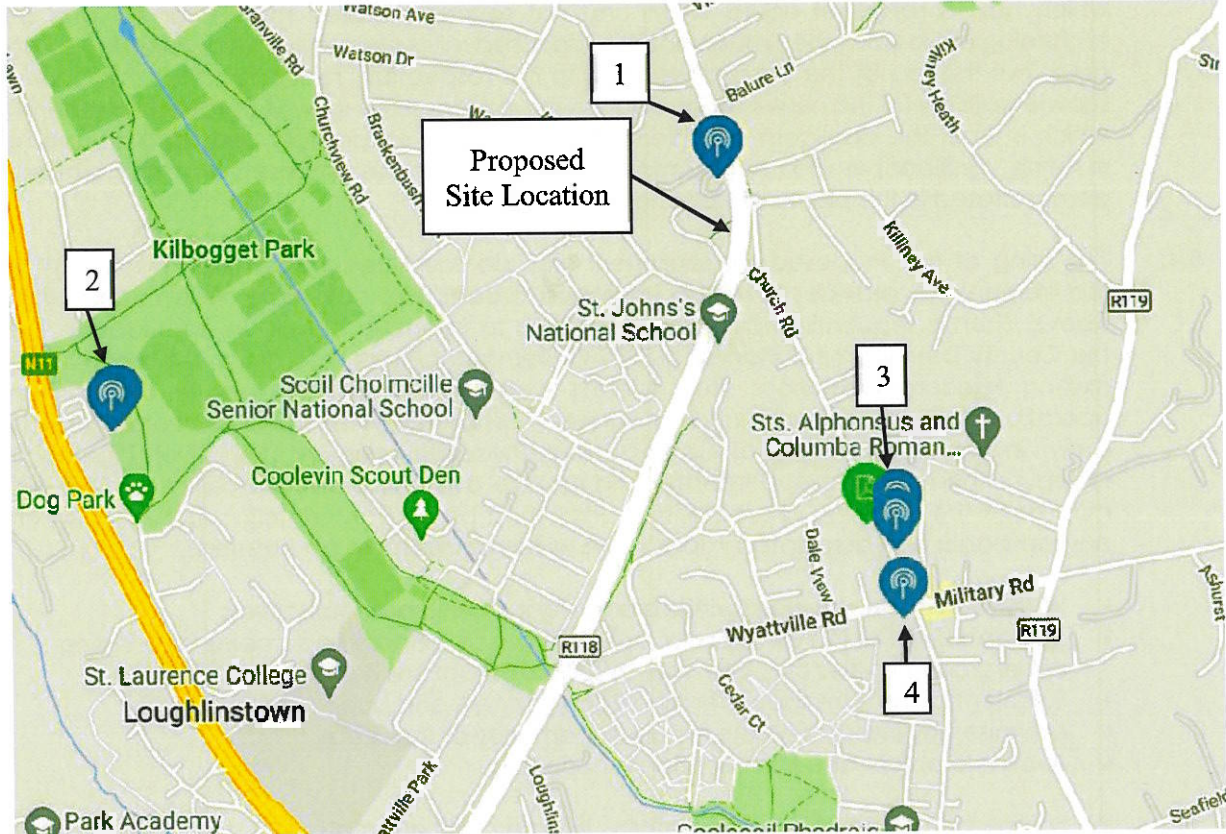 Watson Ave
Watson Dr
Granville Rd
Churchview Rd
1
Balure Ln
Killiney Heath
Proposed
Site Location
Kilbogget Park
2
N11
Killiney Ave
Church Rd
R119
St. Johns's
National School
Scoil Cholmcille
Senior National School
3
Sts. Alphonsus and
Columba Roman...
Coolevin Scout Den
Dog Park
Dale View
Military Rd
Wyattville Rd
R118
R119
4
St. Laurence College
Loughlinstown
Cedar Ct
Park Academy